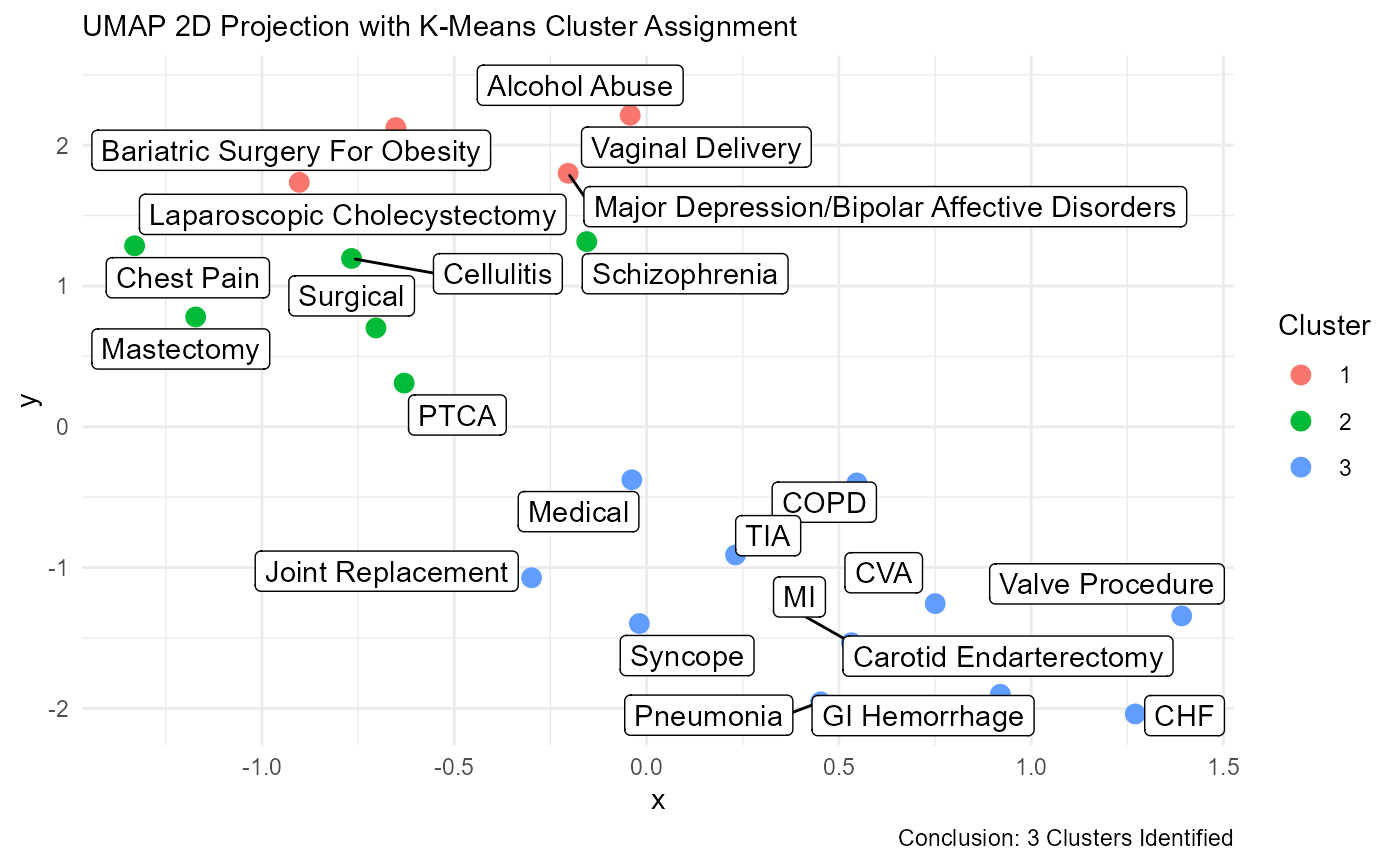 UMAP 2D Projection with K-Means Cluster Assignment
Alcohol Abuse
Bariatric Surgery For Obesity
Vaginal Delivery
Laparoscopic Cholecystectomy
Major Depression/Bipolar Affective Disorders
Chest Pain
Cellulitis
Schizophrenia
Surgical
Mastectomy
PTCA
Medical
COPD
TIA
Joint Replacement
CVA
Valve Procedure
MI
Syncope
Carotid Endarterectomy
Pneumonia
GI Hemorrhage
CHF
2
1
0
-1
-2
y
-1.0
-0.5
0.0
0.5
1.0
1.5
x
Cluster
1
2
3
Conclusion: 3 Clusters Identified